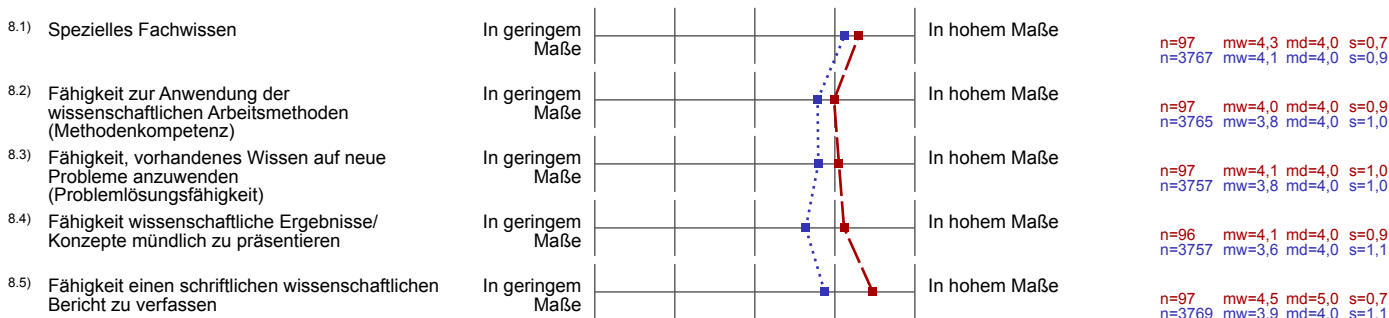 8.1) Spezielles Fachwissen
In geringem
Maße
In hohem Maße
n=97 mw=4,3 md=4,0 s=0,7
n=3767 mw=4,1 md=4,0 s=0,9
8.2) Fähigkeit zur Anwendung der
wissenschaftlichen Arbeitsmethoden
(Methodenkompetenz)
In geringem
Maße
In hohem Maße
n=97 mw=4,0 md=4,0 s=0,9
n=3765 mw=3,8 md=4,0 s=1,0
8.3) Fähigkeit, vorhandenes Wissen auf neue
Probleme anzuwenden
(Problemlösungsfähigkeit)
In geringem
Maße
In hohem Maße
n=97 mw=4,1 md=4,0 s=1,0
n=3757 mw=3,8 md=4,0 s=1,0
8.4) Fähigkeit wissenschaftliche Ergebnisse/
Konzepte mündlich zu präsentieren
In geringem
Maße
In hohem Maße
n=96 mw=4,1 md=4,0 s=0,9
n=3757 mw=3,6 md=4,0 s=1,1
8.5) Fähigkeit einen schriftlichen wissenschaftlichen
Bericht zu verfassen
In geringem
Maße
In hohem Maße
n=97 mw=4,5 md=5,0 s=0,7
n=3769 mw=3,9 md=4,0 s=1,1